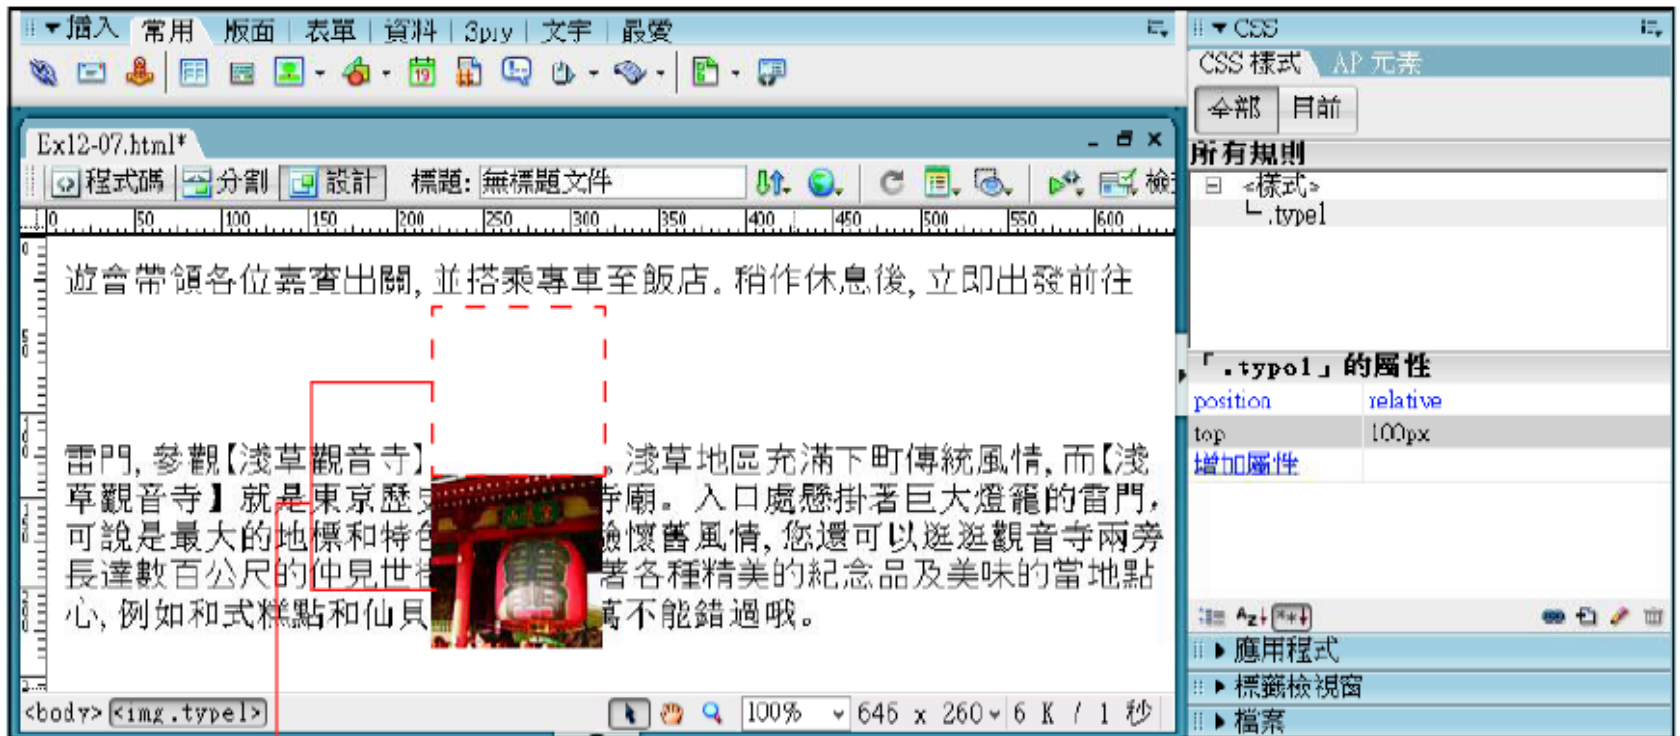 插入 常用 版面 表單 資料 Spry 文字 最愛
CSS
CSS 樣式 AP 元素
全部 目前
Ex12-07.html*
所有規則
程式碼 分割 設計 標題: 無標題文件 檢
<樣式>
.type1
0 50 100 150 200 250 300 350 400 450 500 550 600
遊會帶領各位嘉賓出關, 並搭乘專車至飯店。稍作休息後, 立即出發前往
「.type1」的屬性
position relative
top 100px
增加屬性
雷門, 參觀【淺草觀音寺】 。淺草地區充滿下町傳統風情, 而【淺
草觀音寺】就是東京歷史 寺廟。入口處懸掛著巨大燈籠的雷門,
可說是最大的地標和特色 驗懷舊風情, 您還可以逛逛觀音寺兩旁
長達數百公尺的仲見世街 著各種精美的紀念品及美味的當地點
心, 例如和式糕點和仙貝 萬不能錯過哦。
應用程式
標籤檢視窗
檔案
<body> <img.type1> 100% 646 x 260 6 K / 1 秒